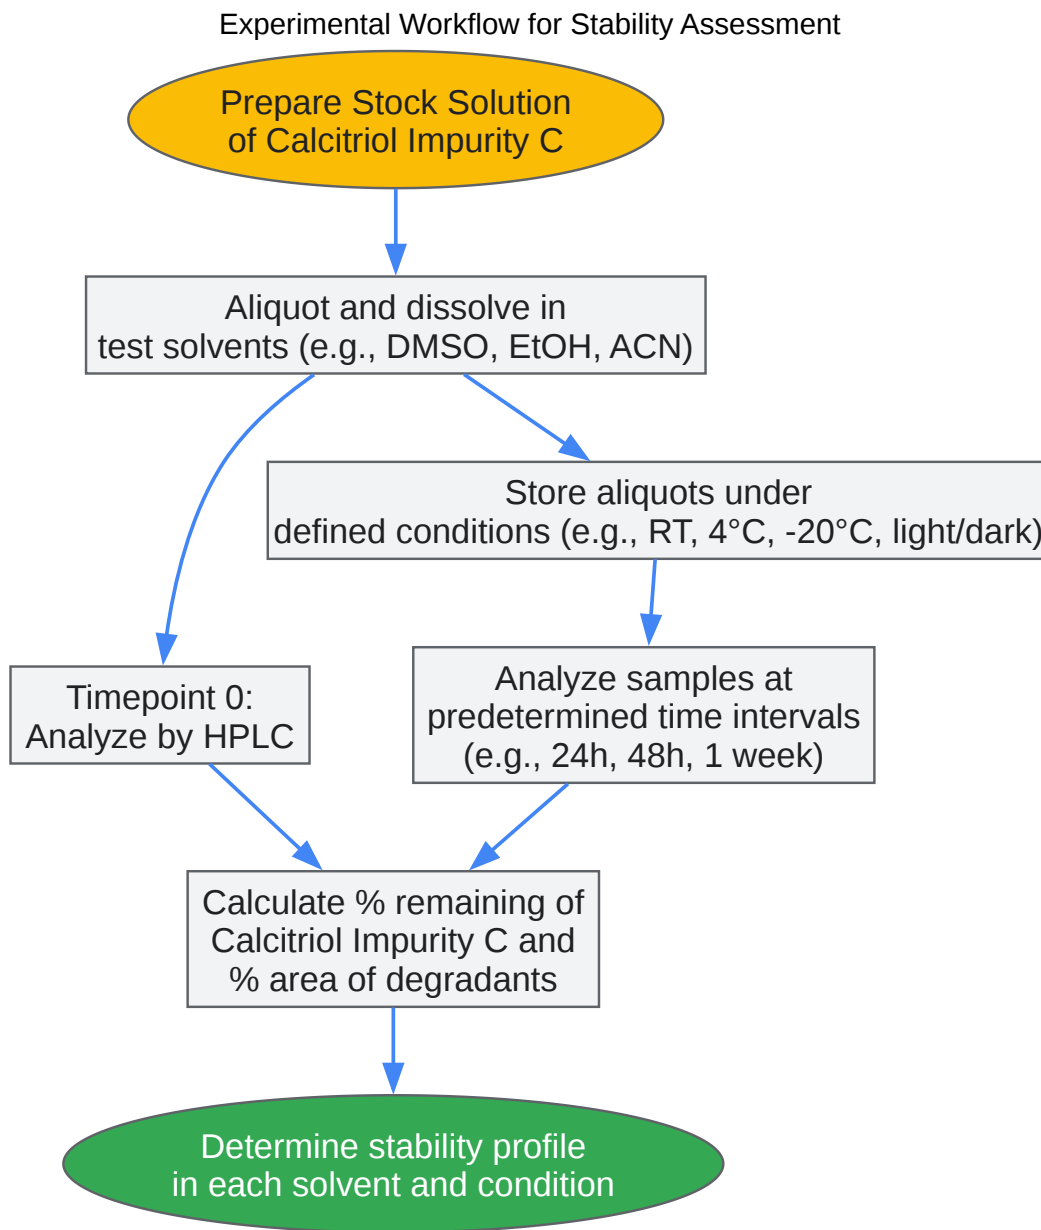 Experimental Workflow for Stability Assessment
Prepare Stock Solution
of Calcitriol Impurity C
Aliquot and dissolve in
test solvents (e.g., DMSO, EtOH, ACN)
Store aliquots under
defined conditions (e.g., RT, 4°C, -20°C, light/dark)
Timepoint 0:
Analyze by HPLC
Analyze samples at
predetermined time intervals
(e.g., 24h, 48h, 1 week)
Calculate % remaining of
Calcitriol Impurity C and
% area of degradants
Determine stability profile
in each solvent and condition